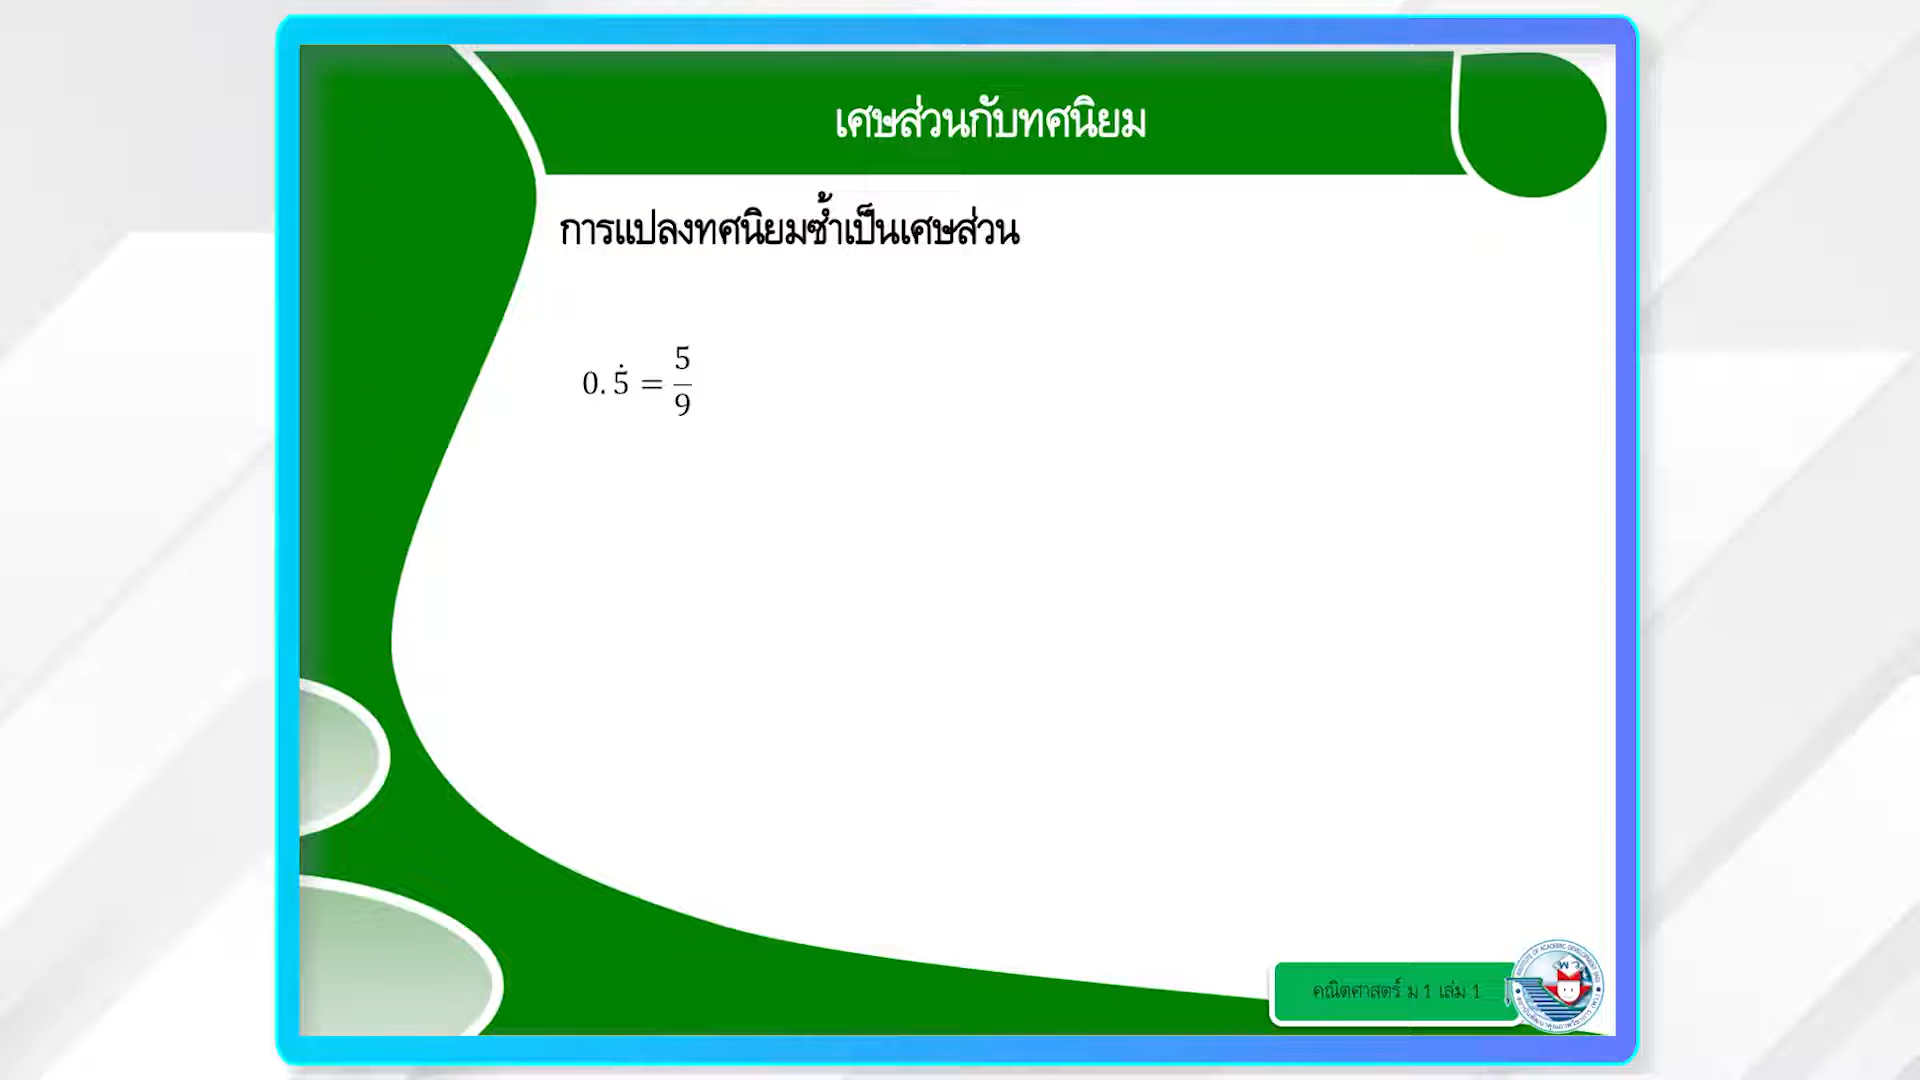 เศษส่วนกับทศนิยม
การแปลงทศนิยมซ้ำเป็นเศษส่วน
0.5̇ = 5/9
คณิตศาสตร์ ม 1 เล่ม 1
พว